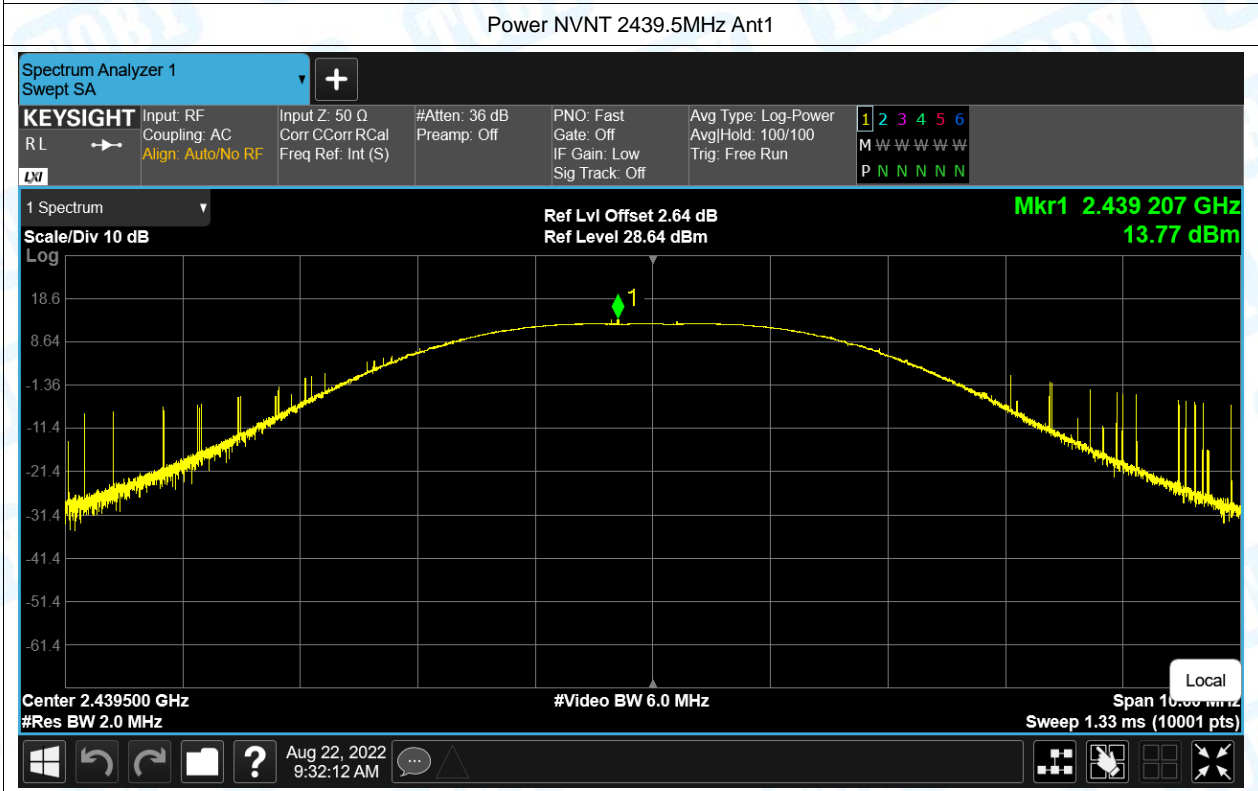 Power NVNT 2439.5MHz Ant1
Spectrum Analyzer 1
Swept SA
KEYSIGHT
R L
LXI
Input: RF
Coupling: AC
Align: Auto/No RF
Input Z: 50 Ω
Corr CCorr RCal
Freq Ref: Int (S)
#Atten: 36 dB
Preamp: Off
PNO: Fast
Gate: Off
IF Gain: Low
Sig Track: Off
Avg Type: Log-Power
Avg|Hold: 100/100
Trig: Free Run
1 2 3 4 5 6
M W W W W W W
P N N N N N N
1 Spectrum
Scale/Div 10 dB
Log
Ref Lvl Offset 2.64 dB
Ref Level 28.64 dBm
Mkr1 2.439 207 GHz
13.77 dBm
1
18.6
8.64
-1.36
-11.4
-21.4
-31.4
-41.4
-51.4
-61.4
Local
Center 2.439500 GHz
#Res BW 2.0 MHz
#Video BW 6.0 MHz
Span 10.00 MHz
Sweep 1.33 ms (10001 pts)
Aug 22, 2022
9:32:12 AM